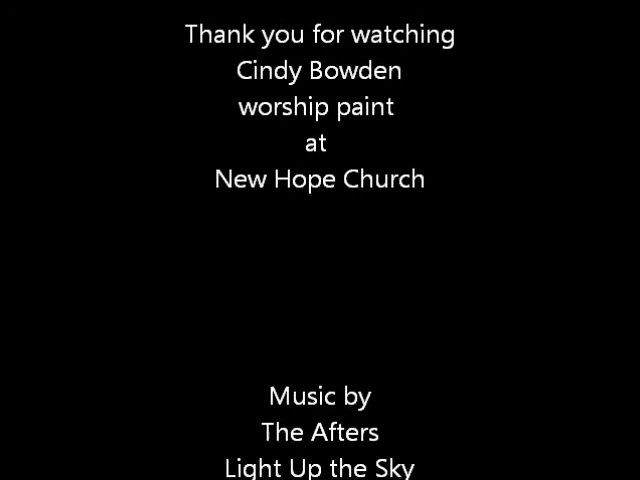 Thank you for watching
Cindy Bowden
worship paint
at
New Hope Church
Music by
The Afters
Light Up the Sky